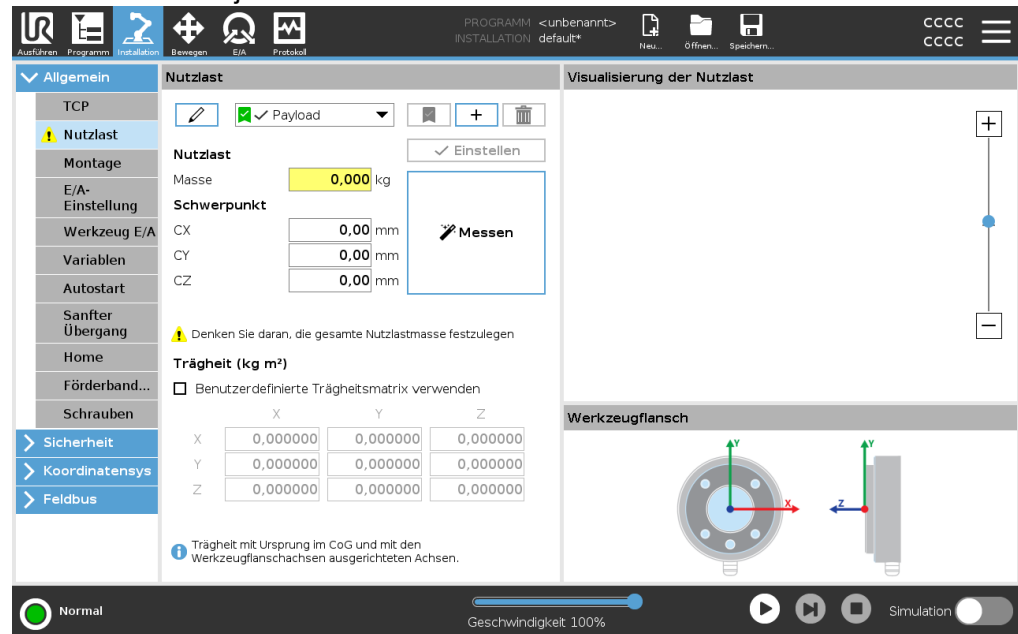 UR
PROGRAMM <unbenannt>
INSTALLATION default*
CCCC
CCCC
Ausführen Programm Installation Bewegen E/A Protokoll Neu... Öffnen... Speichern...
Allgemein
TCP
Nutzlast
Montage
E/A-
Einstellung
Werkzeug E/A
Variablen
Autostart
Sanfter
Übergang
Home
Förderband...
Schrauben
Sicherheit
Koordinatensys
Feldbus
Nutzlast
Payload
+
Einstellen
Nutzlast
Masse 0,000 kg
Schwerpunkt
CX 0,00 mm
CY 0,00 mm
CZ 0,00 mm
Messen
Denken Sie daran, die gesamte Nutzlastmasse festzulegen
Trägheit (kg m²)
Benutzerdefinierte Trägheitsmatrix verwenden
X Y Z
X 0,000000 0,000000 0,000000
Y 0,000000 0,000000 0,000000
Z 0,000000 0,000000 0,000000
Trägheit mit Ursprung im CoG und mit den
Werkzeugflanschachsen ausgerichteten Achsen.
Visualisierung der Nutzlast
+
−
Werkzeugflansch
Y Y
X Z
Normal
Geschwindigkeit 100%
Simulation